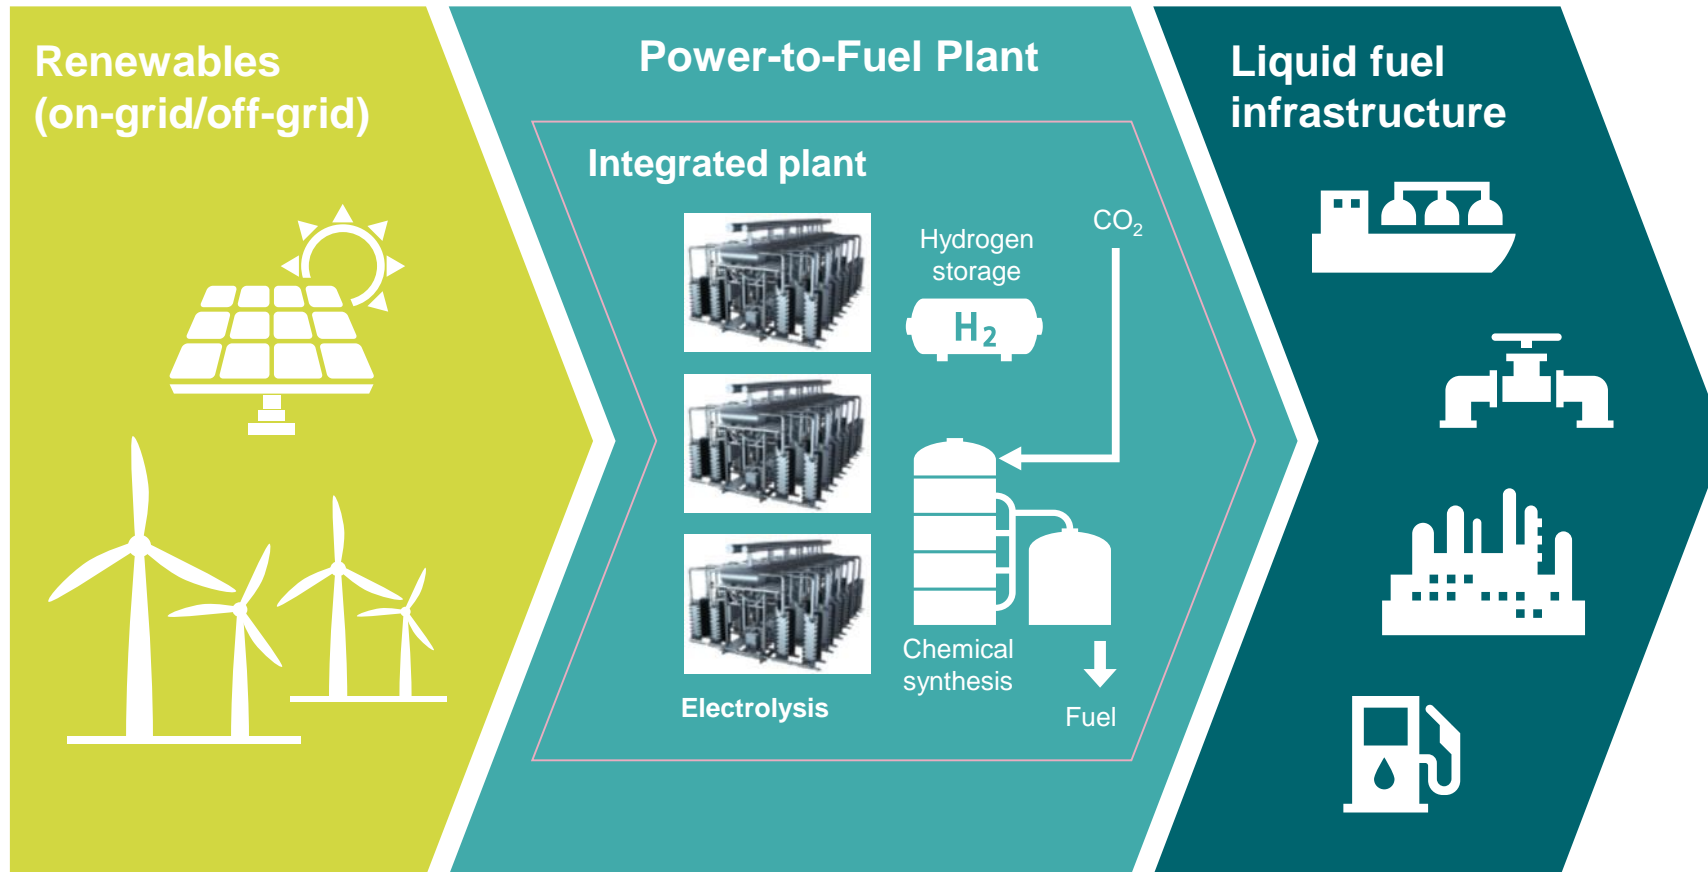 Renewables
(on-grid/off-grid)
Power-to-Fuel Plant
Integrated plant
Hydrogen
storage
H₂
CO₂
Electrolysis
Chemical
synthesis
Fuel
Liquid fuel
infrastructure